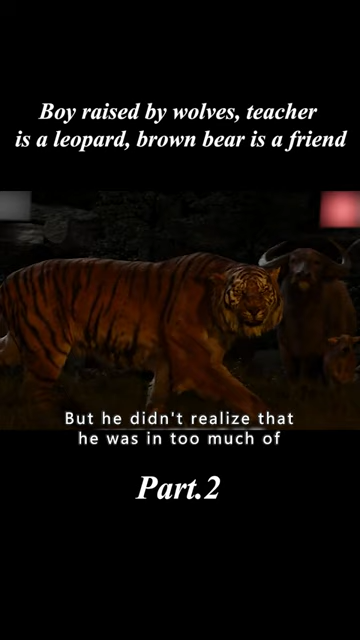 Boy raised by wolves, teacher
is a leopard, brown bear is a friend
But he didn't realize that
he was in too much of
Part.2